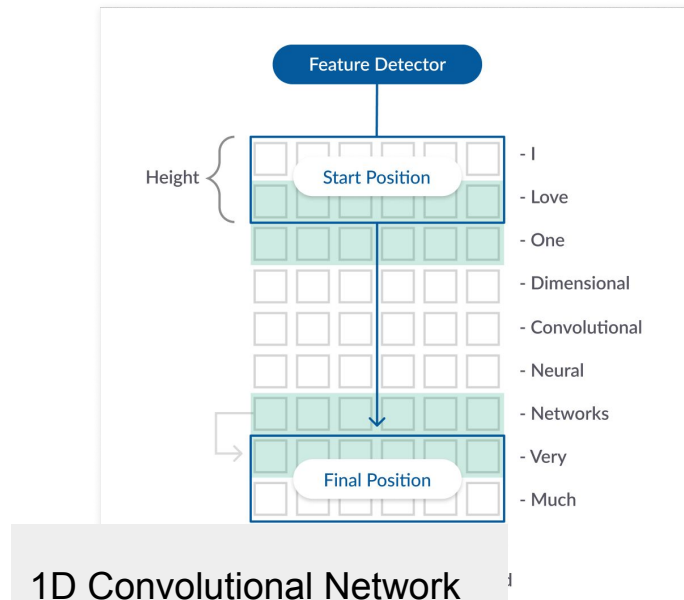 Feature Detector
Height
Start Position
- I
- Love
- One
- Dimensional
- Convolutional
- Neural
- Networks
- Very
Final Position
- Much
1D Convolutional Network